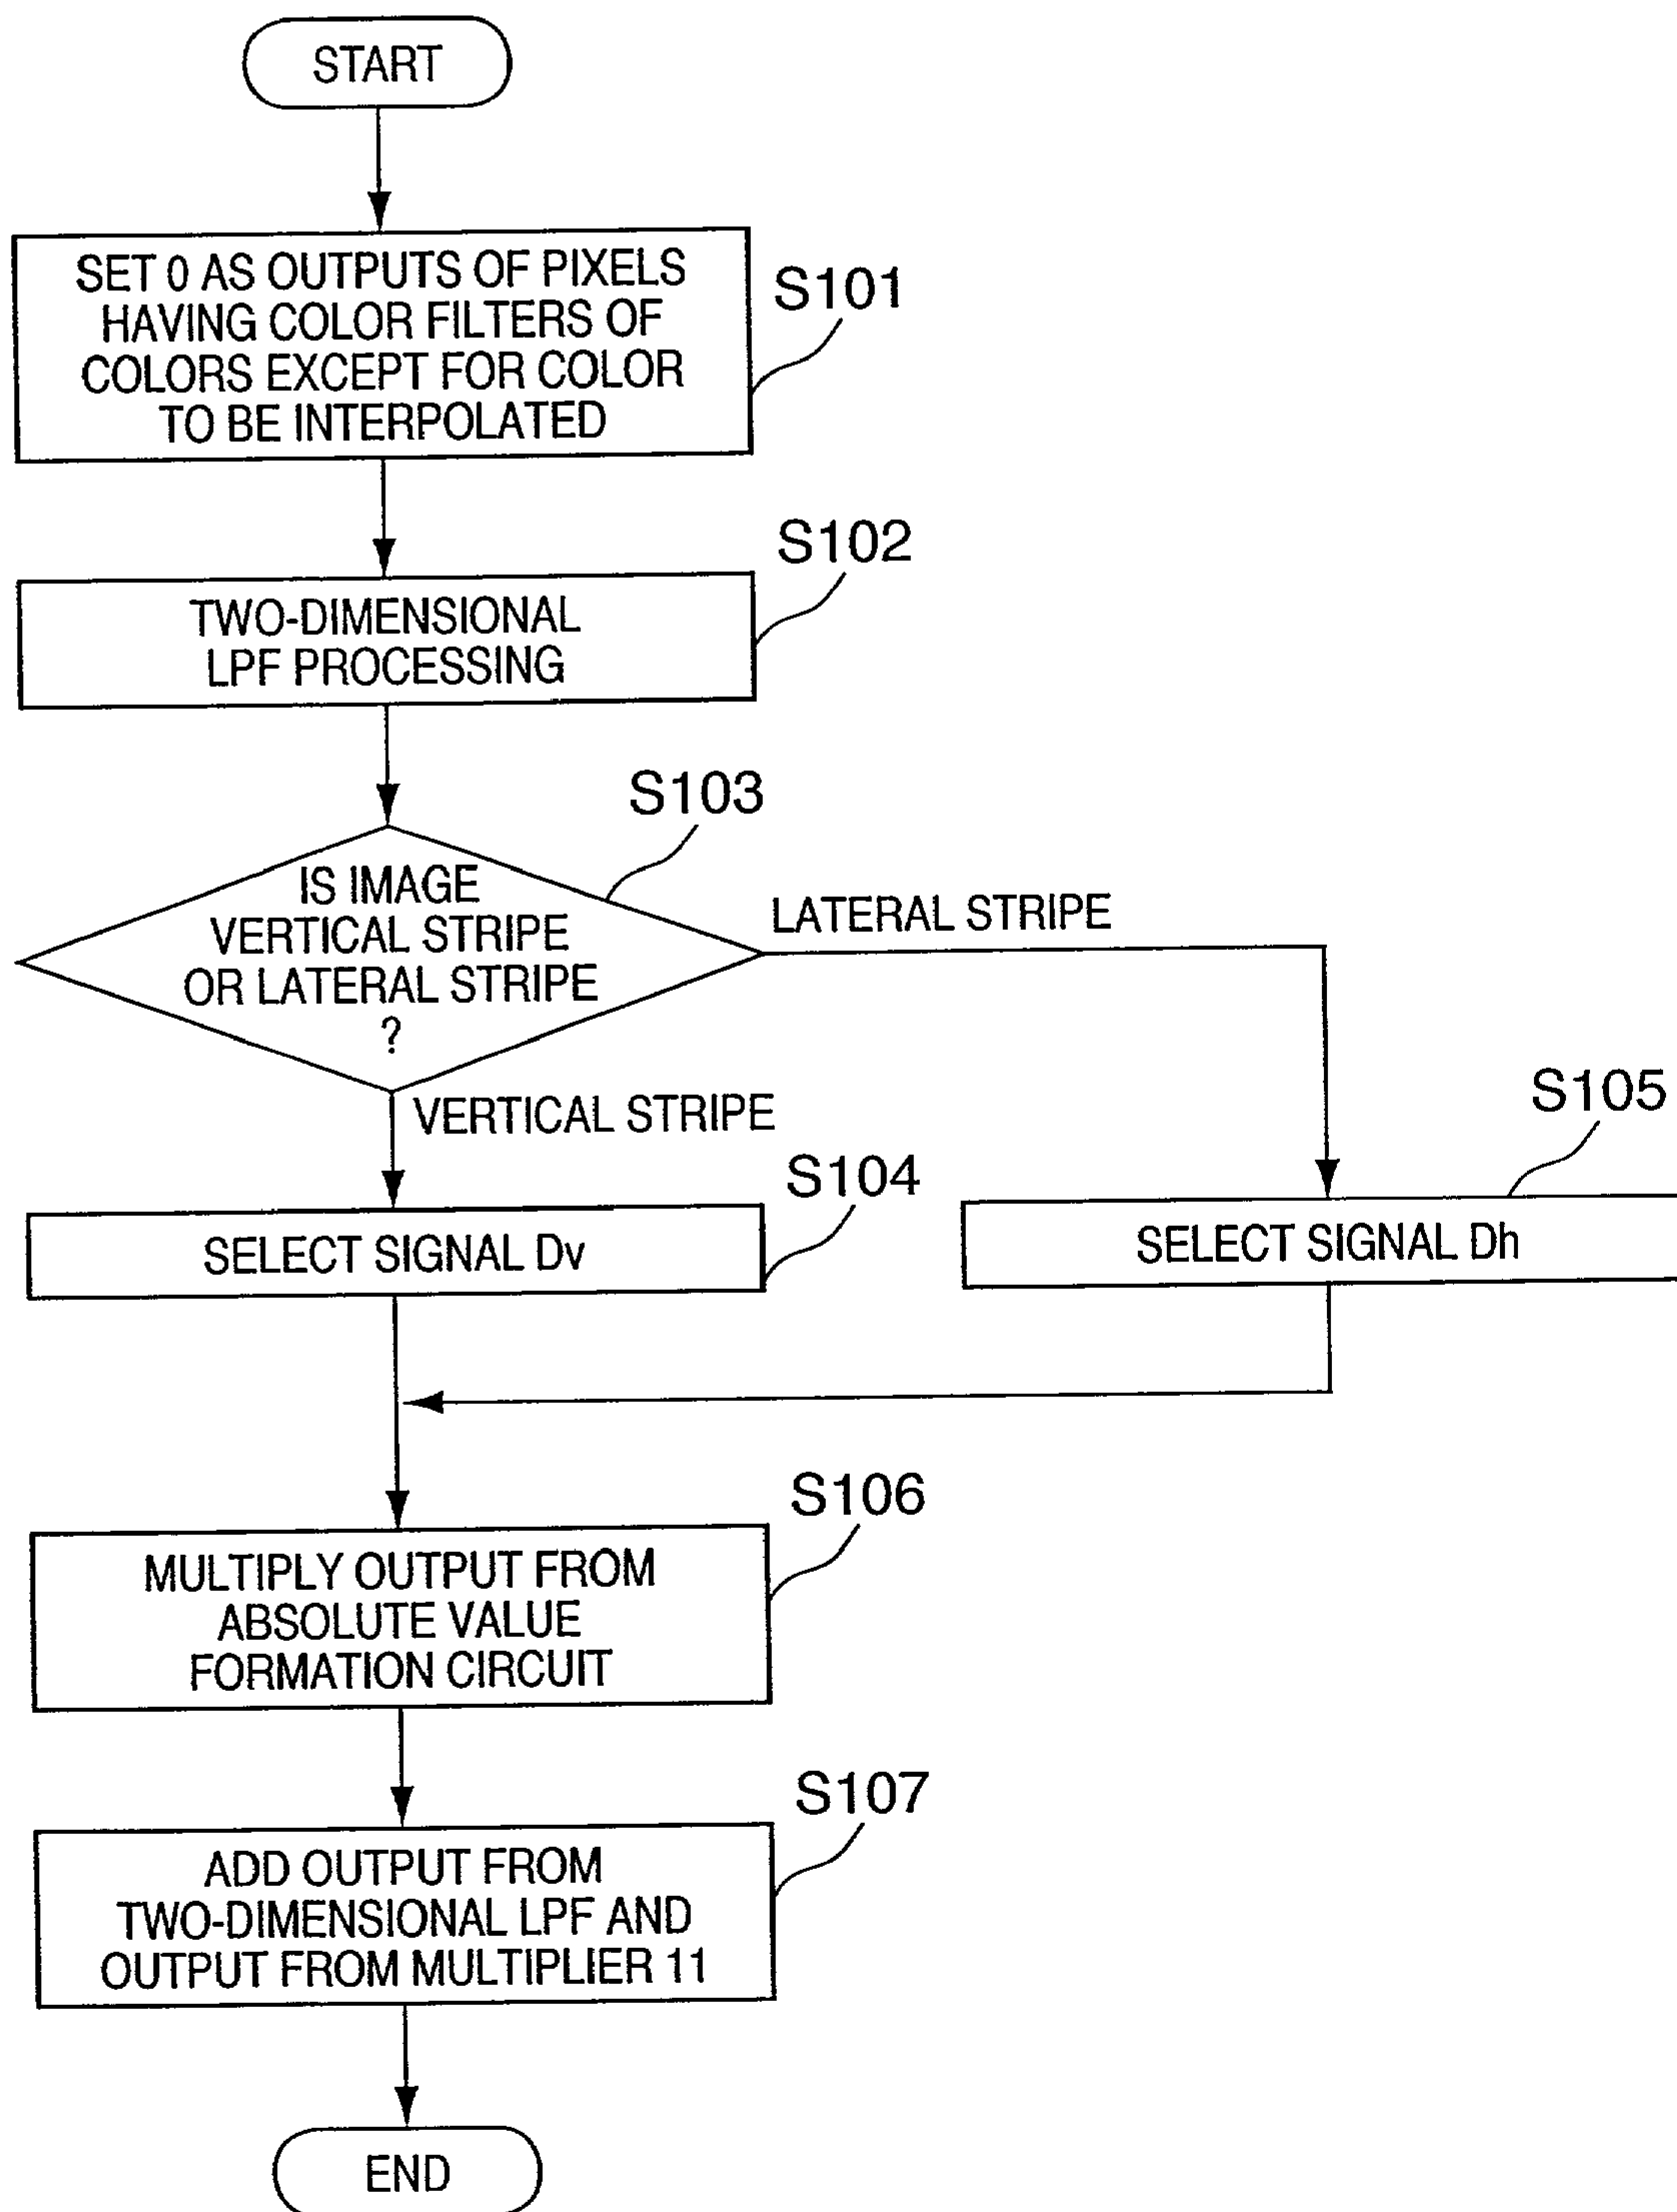 START
SET 0 AS OUTPUTS OF PIXELS
HAVING COLOR FILTERS OF
COLORS EXCEPT FOR COLOR
TO BE INTERPOLATED
S101
TWO-DIMENSIONAL
LPF PROCESSING
S102
IS IMAGE
VERTICAL STRIPE
OR LATERAL STRIPE
?
S103
LATERAL STRIPE
VERTICAL STRIPE
SELECT SIGNAL Dv
S104
SELECT SIGNAL Dh
S105
MULTIPLY OUTPUT FROM
ABSOLUTE VALUE
FORMATION CIRCUIT
S106
ADD OUTPUT FROM
TWO-DIMENSIONAL LPF AND
OUTPUT FROM MULTIPLIER 11
S107
END